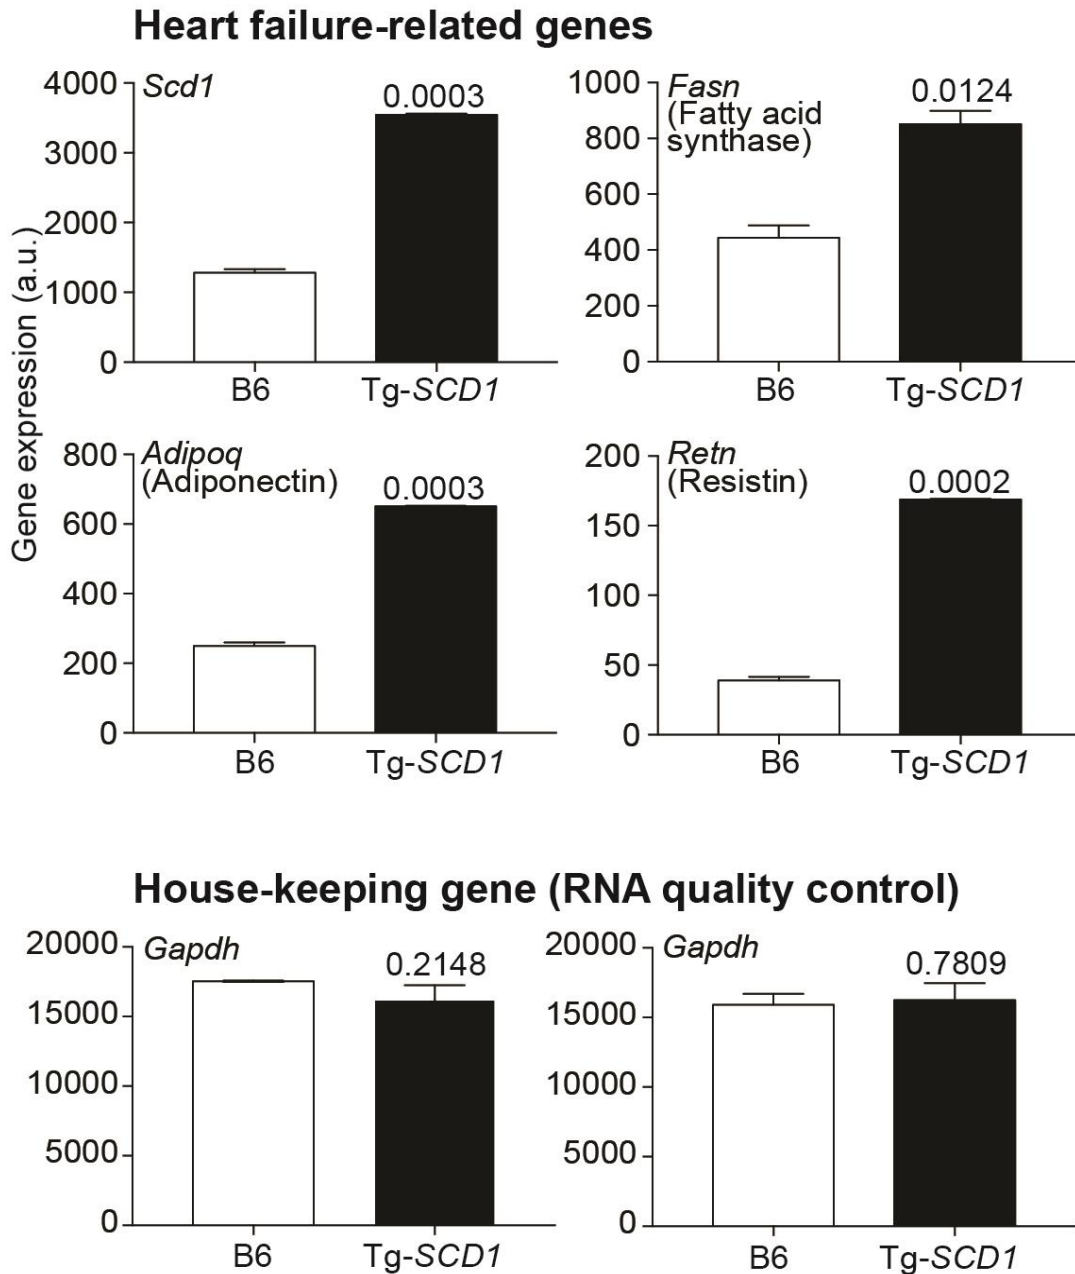 Heart failure-related genes
Gene expression (a.u.)
Scd1
0.0003
4000
3000
2000
1000
0
B6 Tg-SCD1
Fasn
(Fatty acid
synthase)
0.0124
1000
800
600
400
200
0
B6 Tg-SCD1
Adipoq
(Adiponectin)
0.0003
800
600
400
200
0
B6 Tg-SCD1
Retn
(Resistin)
0.0002
200
150
100
50
0
B6 Tg-SCD1
House-keeping gene (RNA quality control)
Gapdh
0.2148
20000
15000
10000
5000
0
B6 Tg-SCD1
Gapdh
0.7809
20000
15000
10000
5000
0
B6 Tg-SCD1